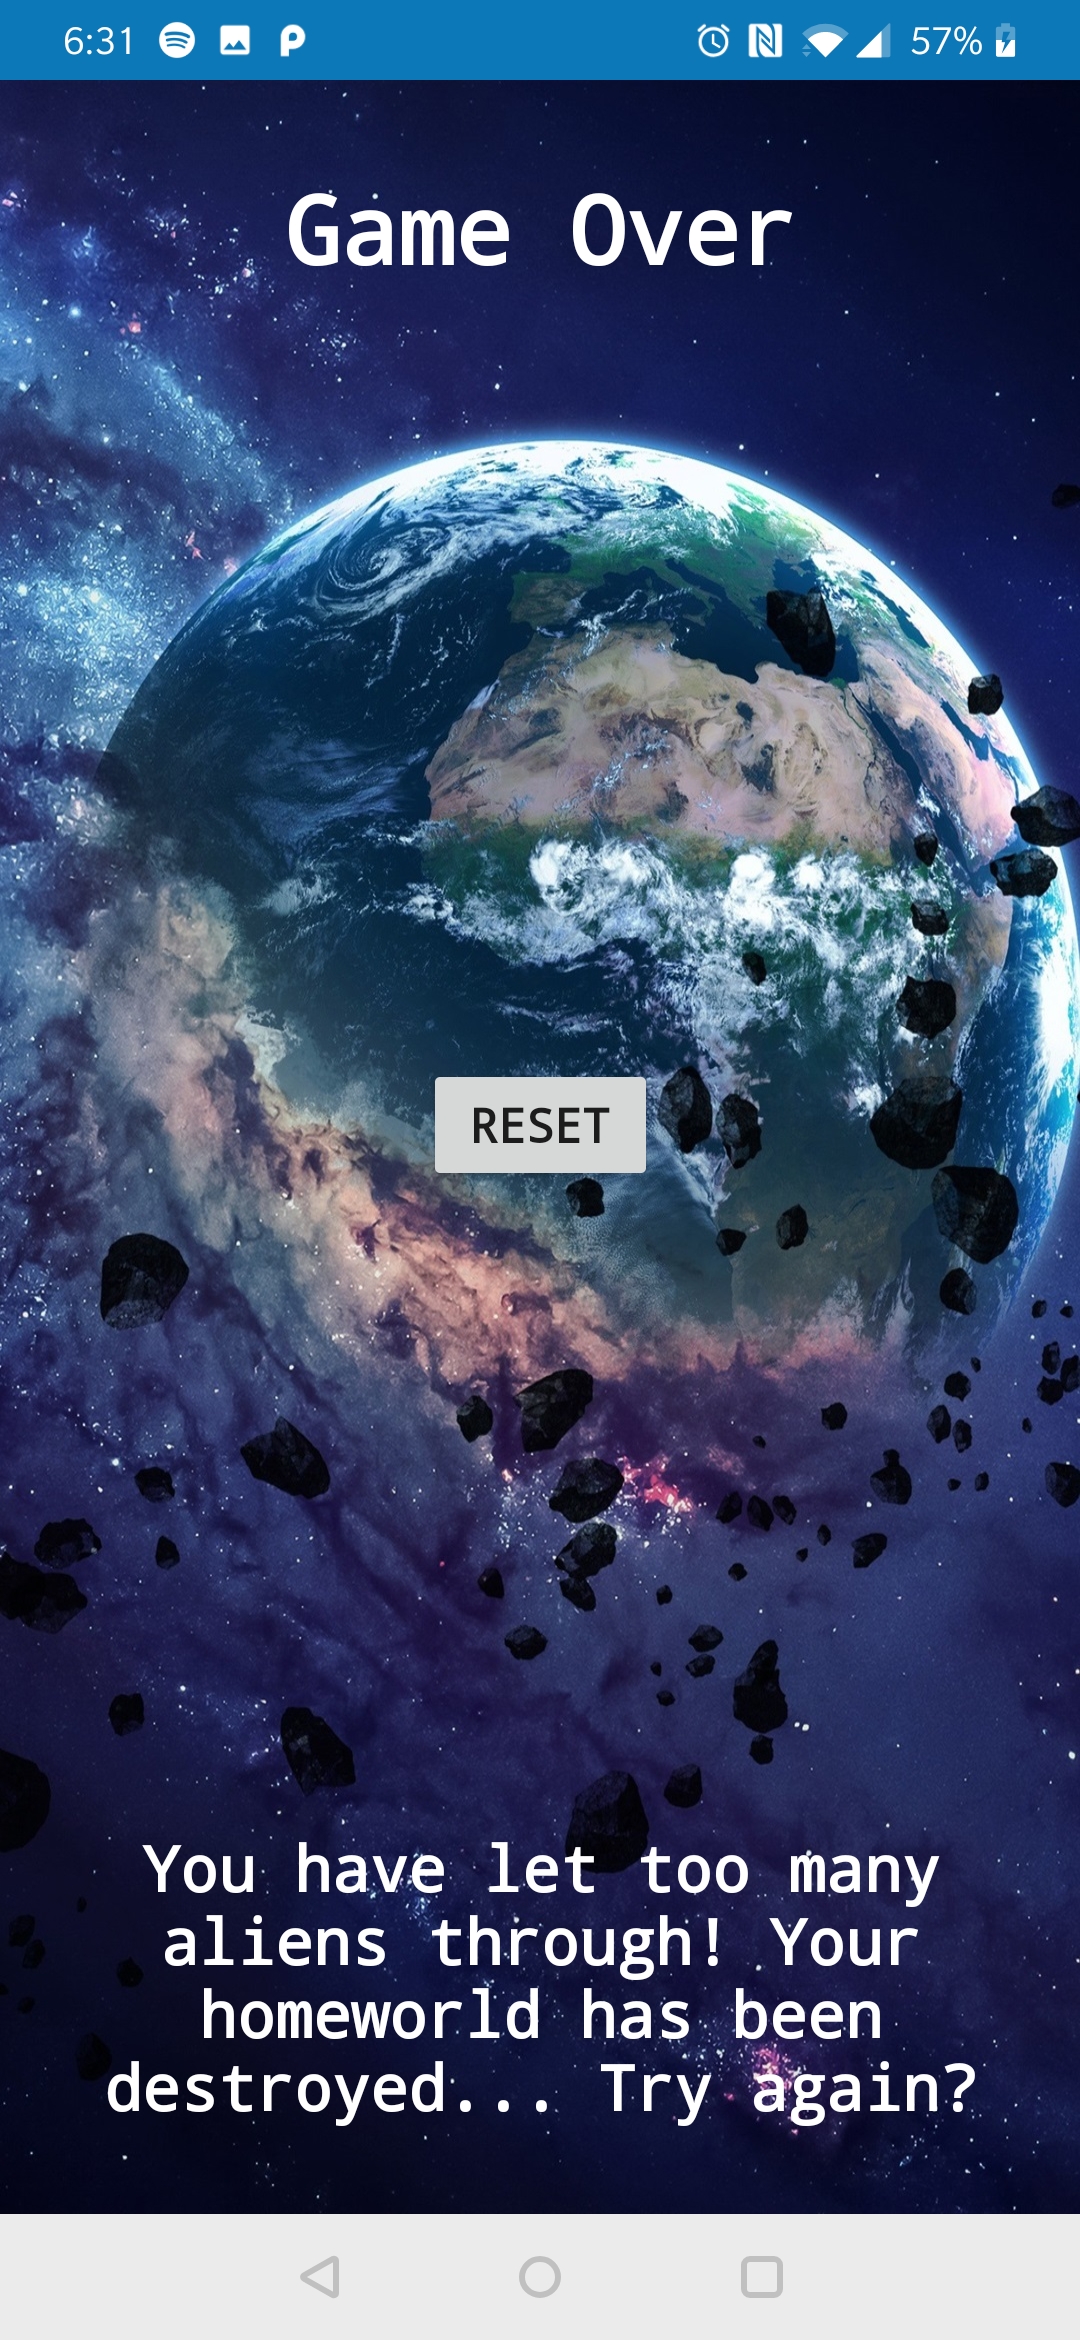 6:31 57%
Game Over
RESET
You have let too many
aliens through! Your
homeworld has been
destroyed... Try again?